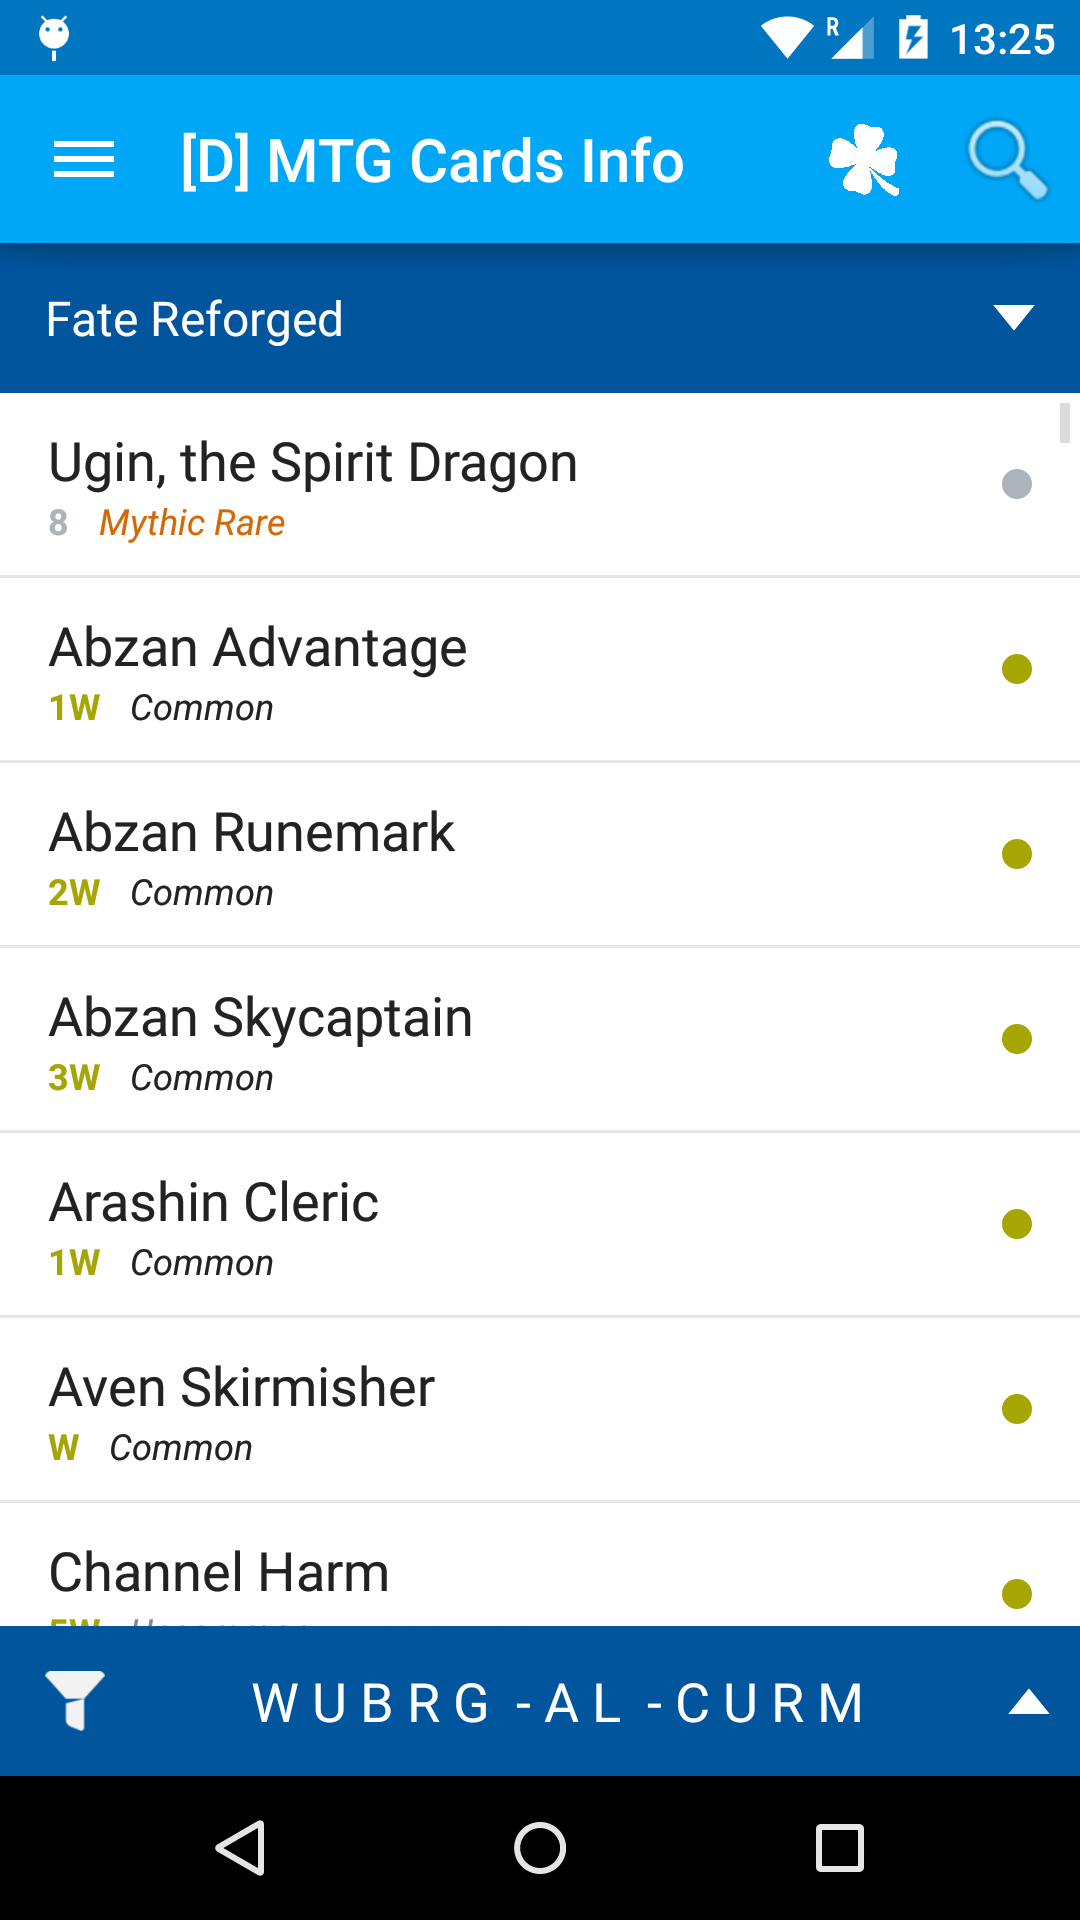 R 13:25
[D] MTG Cards Info
Fate Reforged
Ugin, the Spirit Dragon
8 Mythic Rare
Abzan Advantage
1W Common
Abzan Runemark
2W Common
Abzan Skycaptain
3W Common
Arashin Cleric
1W Common
Aven Skirmisher
W Common
Channel Harm
W U B R G - A L - C U R M